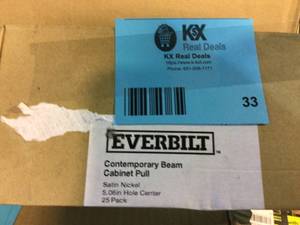 KX
Real Deals
KX Real Deals
33
EVERBILT
Contemporary Beam
Cabinet Pull
Satin Nickel
5.06in Hole Center
25 Pack